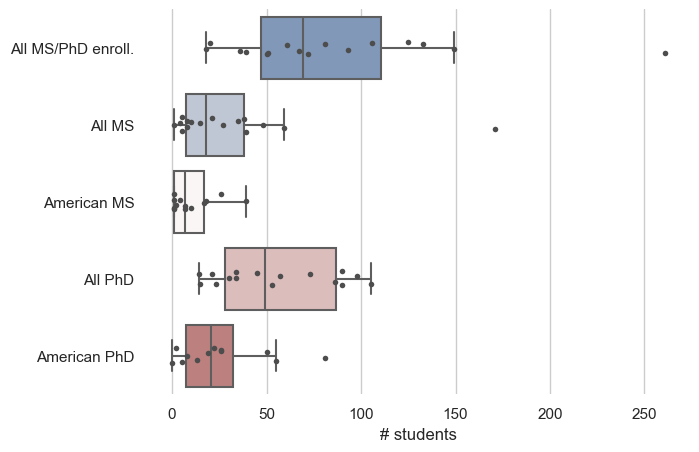 All MS/PhD enroll.
All MS
American MS
All PhD
American PhD
0 50 100 150 200 250
# students